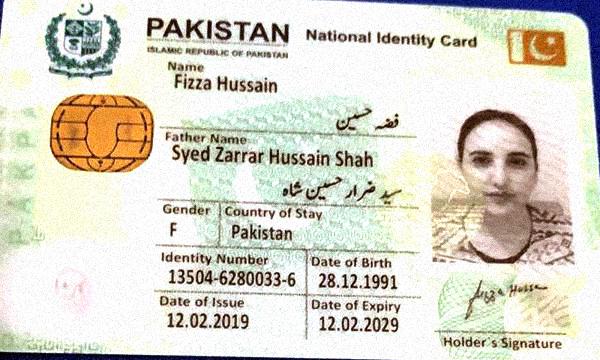 PAKISTAN National Identity Card
ISLAMIC REPUBLIC OF PAKISTAN
Name
Fizza Hussain
فضہ حسین
Father Name
Syed Zarrar Hussain Shah
سید ضرار حسین شاہ
Gender Country of Stay
F Pakistan
Identity Number Date of Birth
13504-6280033-6 28.12.1991
Date of Issue Date of Expiry
12.02.2019 12.02.2029
Holder's Signature